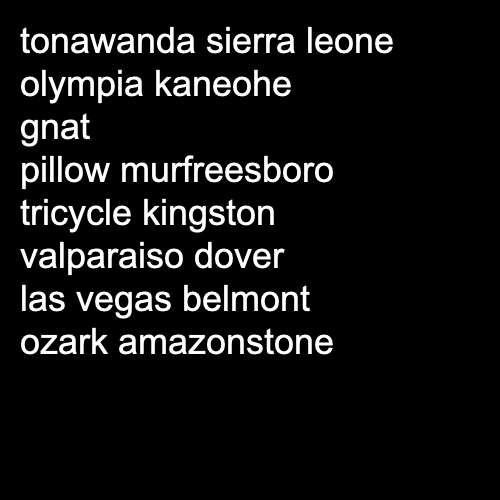 tonawanda sierra leone
olympia kaneohe
gnat
pillow murfreesboro
tricycle kingston
valparaiso dover
las vegas belmont
ozark amazonstone